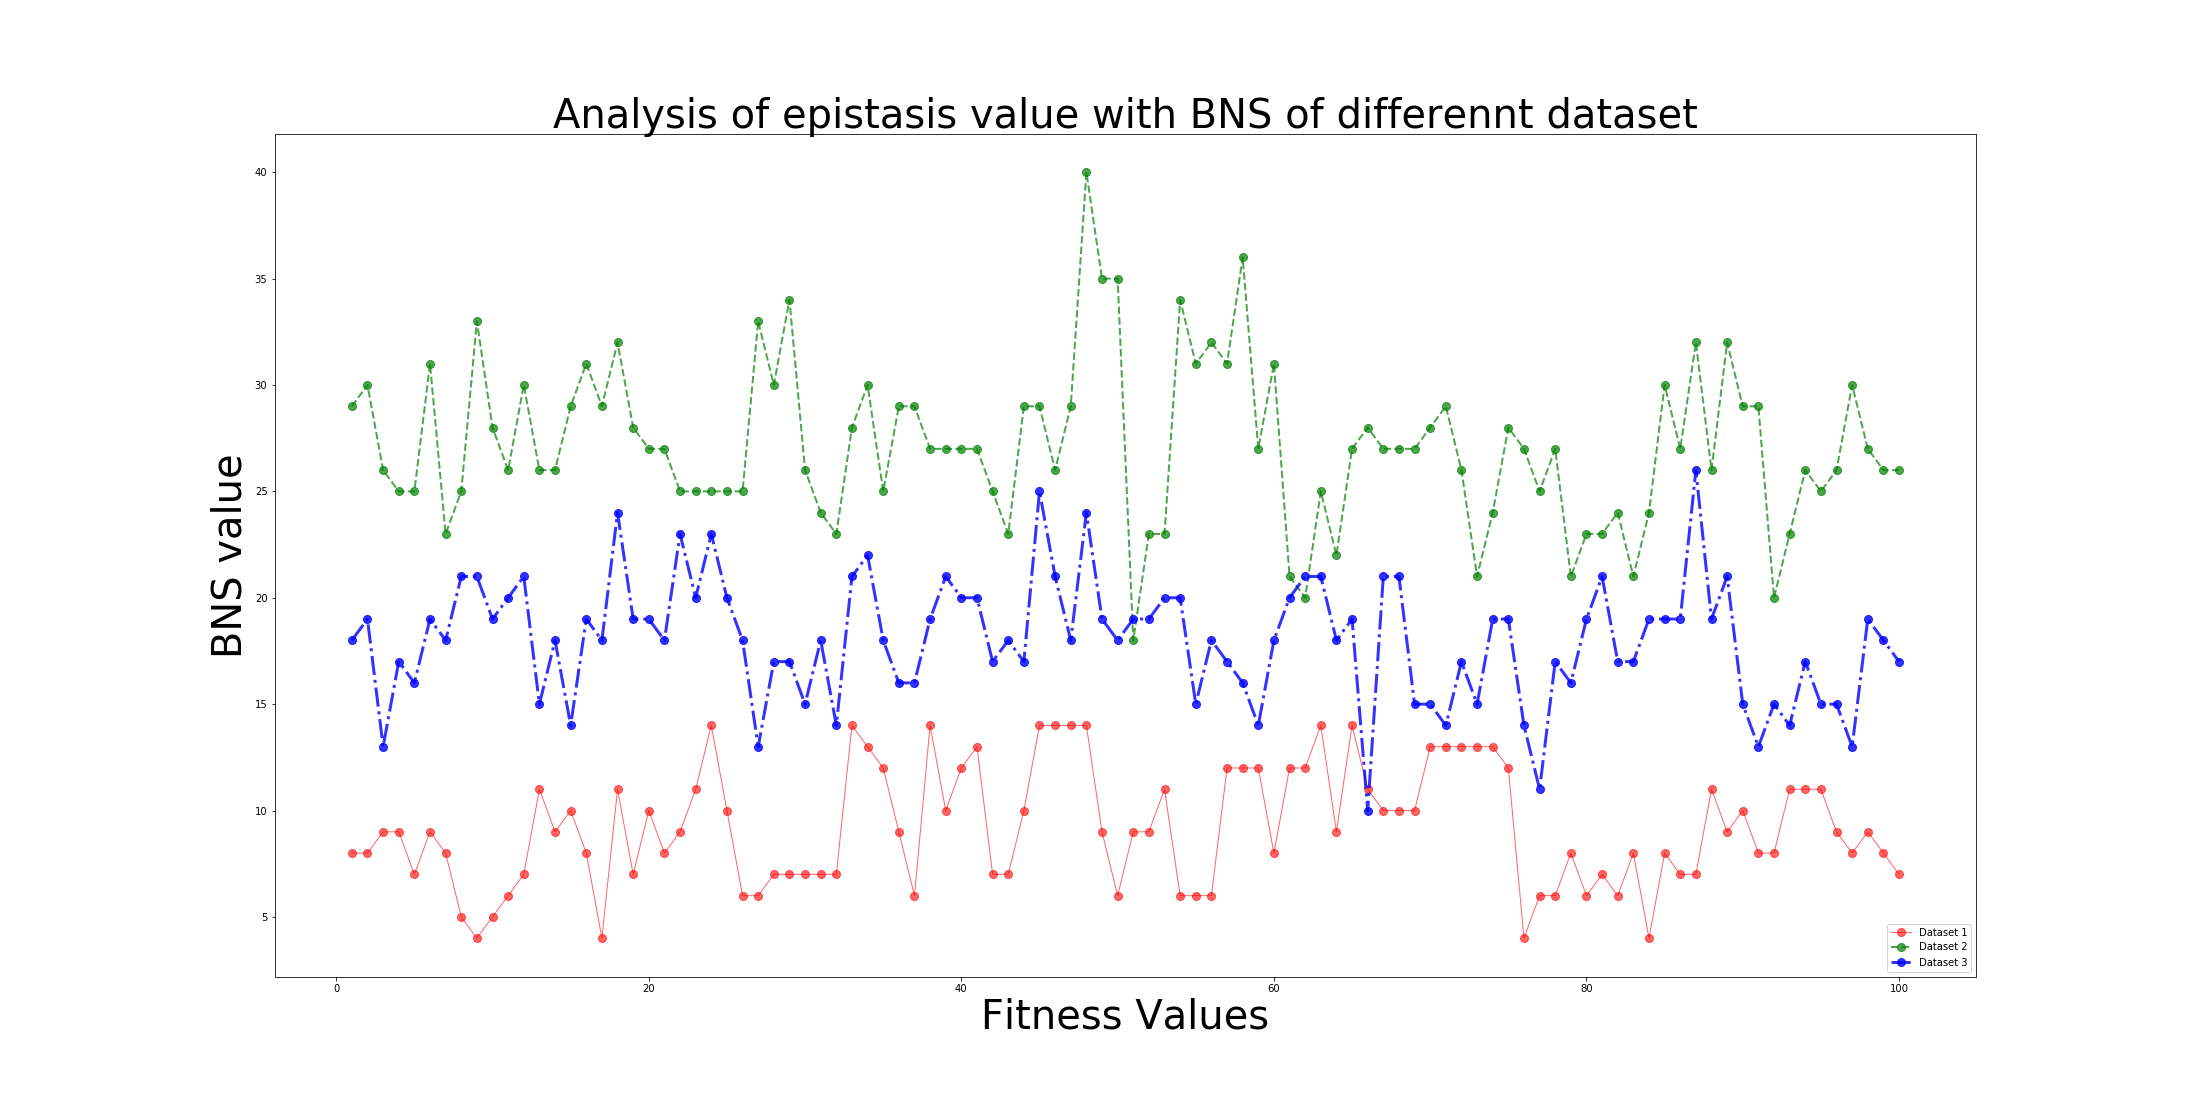 Analysis of epistasis value with BNS of differennt dataset
40
35
30
25
20
15
10
5
BNS value
0 20 40 60 80 100
Fitness Values
Dataset 1
Dataset 2
Dataset 3